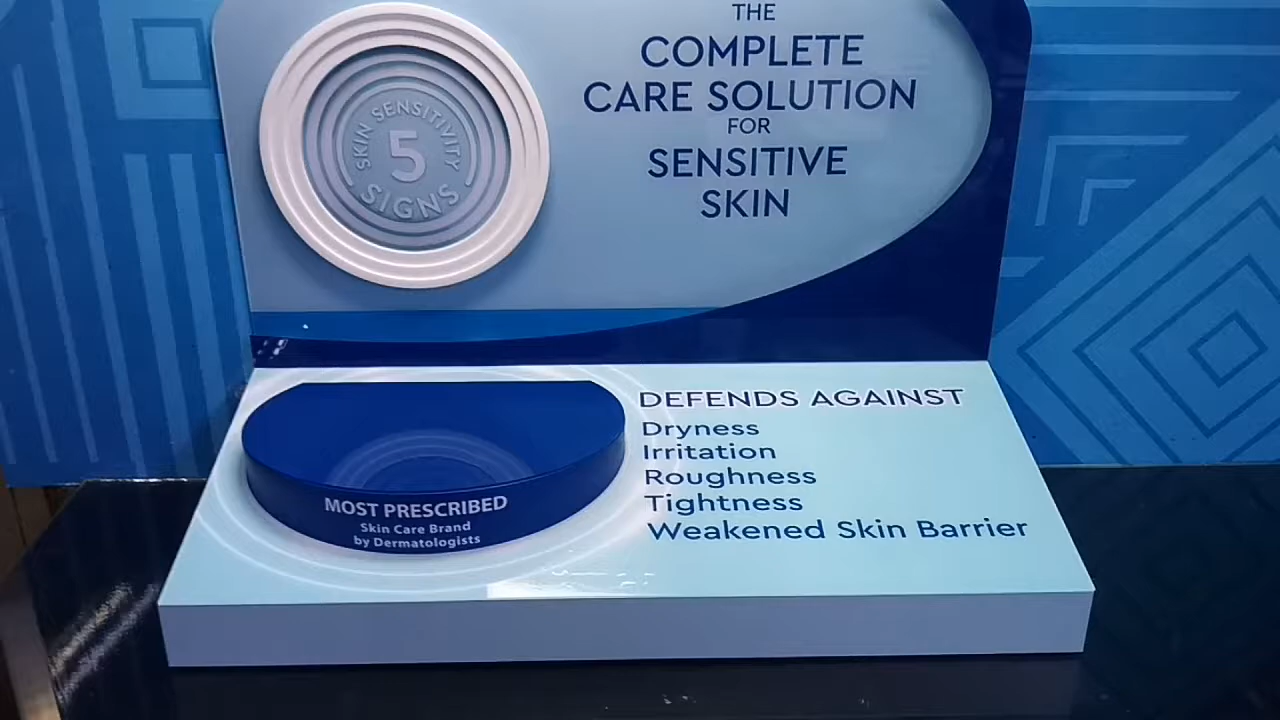 SKIN SENSITIVITY
5
SIGNS
THE
COMPLETE
CARE SOLUTION
FOR
SENSITIVE
SKIN
MOST PRESCRIBED
Skin Care Brand
by Dermatologists
DEFENDS AGAINST
Dryness
Irritation
Roughness
Tightness
Weakened Skin Barrier